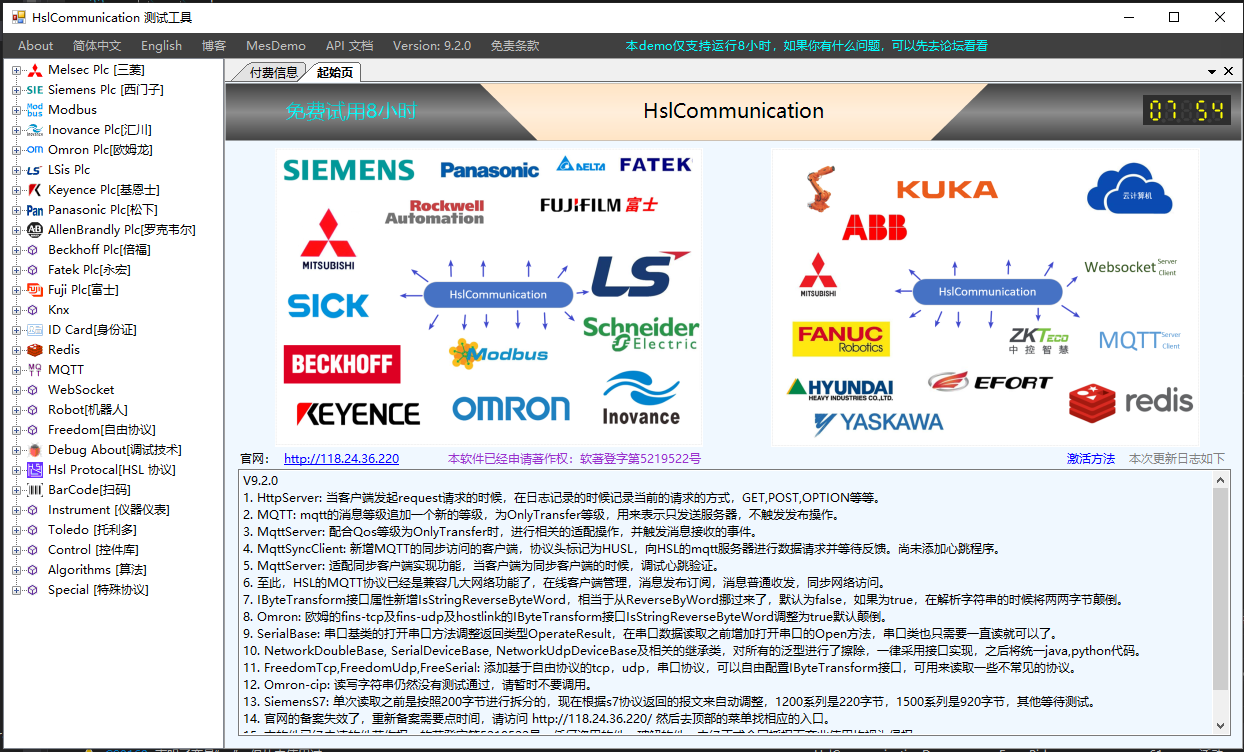 HslCommunication 测试工具
About 简体中文 English 博客 MesDemo API 文档 Version: 9.2.0 免责条款 本demo仅支持运行8小时，如果你有什么问题，可以先去论坛看看
Melsec Plc [三菱]
Siemens Plc [西门子]
Modbus
Inovance Plc[汇川]
Omron Plc[欧姆龙]
LSis Plc
Keyence Plc[基恩士]
Panasonic Plc[松下]
AllenBrandly Plc[罗克韦尔]
Beckhoff Plc[倍福]
Fatek Plc[永宏]
Fuji Plc[富士]
Knx
ID Card[身份证]
Redis
MQTT
WebSocket
Robot[机器人]
Freedom[自由协议]
Debug About[调试技术]
Hsl Protocal[HSL 协议]
BarCode[扫码]
Instrument [仪器仪表]
Toledo [托利多]
Control [控件库]
Algorithms [算法]
Special [特殊协议]
付费信息 起始页
免费试用8小时 HslCommunication 07 54
SIEMENS Panasonic DELTA FATEK
Rockwell Automation FUJIFILM 富士
MITSUBISHI
LS
HslCommunication
SICK
Schneider Electric
BECKHOFF Modbus
KEYENCE OMRON Inovance
KUKA 云计算机
ABB
MITSUBISHI Websocket Server Client
HslCommunication
FANUC Robotics ZKTeco 中控智慧 MQTT Server Client
HYUNDAI HEAVY INDUSTRIES CO.,LTD. EFORT redis
YASKAWA
官网： http://118.24.36.220 本软件已经申请著作权：软著登字第5219522号 激活方法 本次更新日志如下
V9.2.0
1. HttpServer: 当客户端发起request请求的时候，在日志记录的时候记录当前的请求的方式，GET,POST,OPTION等等。
2. MQTT: mqtt的消息等级追加一个新的等级，为OnlyTransfer等级，用来表示只发送服务器，不触发发布操作。
3. MqttServer: 配合Qos等级为OnlyTransfer时，进行相关的适配操作，并触发消息接收的事件。
4. MqttSyncClient: 新增MQTT的同步访问的客户端，协议头标记为HUSL，向HSL的mqtt服务器进行数据请求并等待反馈。尚未添加心跳程序。
5. MqttServer: 适配同步客户端实现功能，当客户端为同步客户端的时候，调试心跳验证。
6. 至此，HSL的MQTT协议已经是兼容几大网络功能了，在线客户端管理，消息发布订阅，消息普通收发，同步网络访问。
7. IByteTransform接口属性新增IsStringReverseByteWord，相当于从ReverseByWord挪过来了，默认为false，如果为true，在解析字符串的时候将两两字节颠倒。
8. Omron: 欧姆的fins-tcp及fins-udp及hostlink的IByteTransform接口IsStringReverseByteWord调整为true默认颠倒。
9. SerialBase: 串口基类的打开串口方法调整返回类型OperateResult，在串口数据读取之前增加打开串口的Open方法，串口类也只需要一直读就可以了。
10. NetworkDoubleBase, SerialDeviceBase, NetworkUdpDeviceBase及相关的继承类，对所有的泛型进行了擦除，一律采用接口实现，之后将统一java,python代码。
11. FreedomTcp,FreedomUdp,FreeSerial: 添加基于自由协议的tcp，udp，串口协议，可以自由配置IByteTransform接口，可用来读取一些不常见的协议。
12. Omron-cip: 读写字符串仍然没有测试通过，请暂时不要调用。
13. SiemensS7: 单次读取之前是按照200字节进行拆分的，现在根据s7协议返回的报文来自动调整，1200系列是220字节，1500系列是920字节，其他等待测试。
14. 官网的备案失效了，重新备案需要点时间，请访问 http://118.24.36.220/ 然后去顶部的菜单找相应的入口。